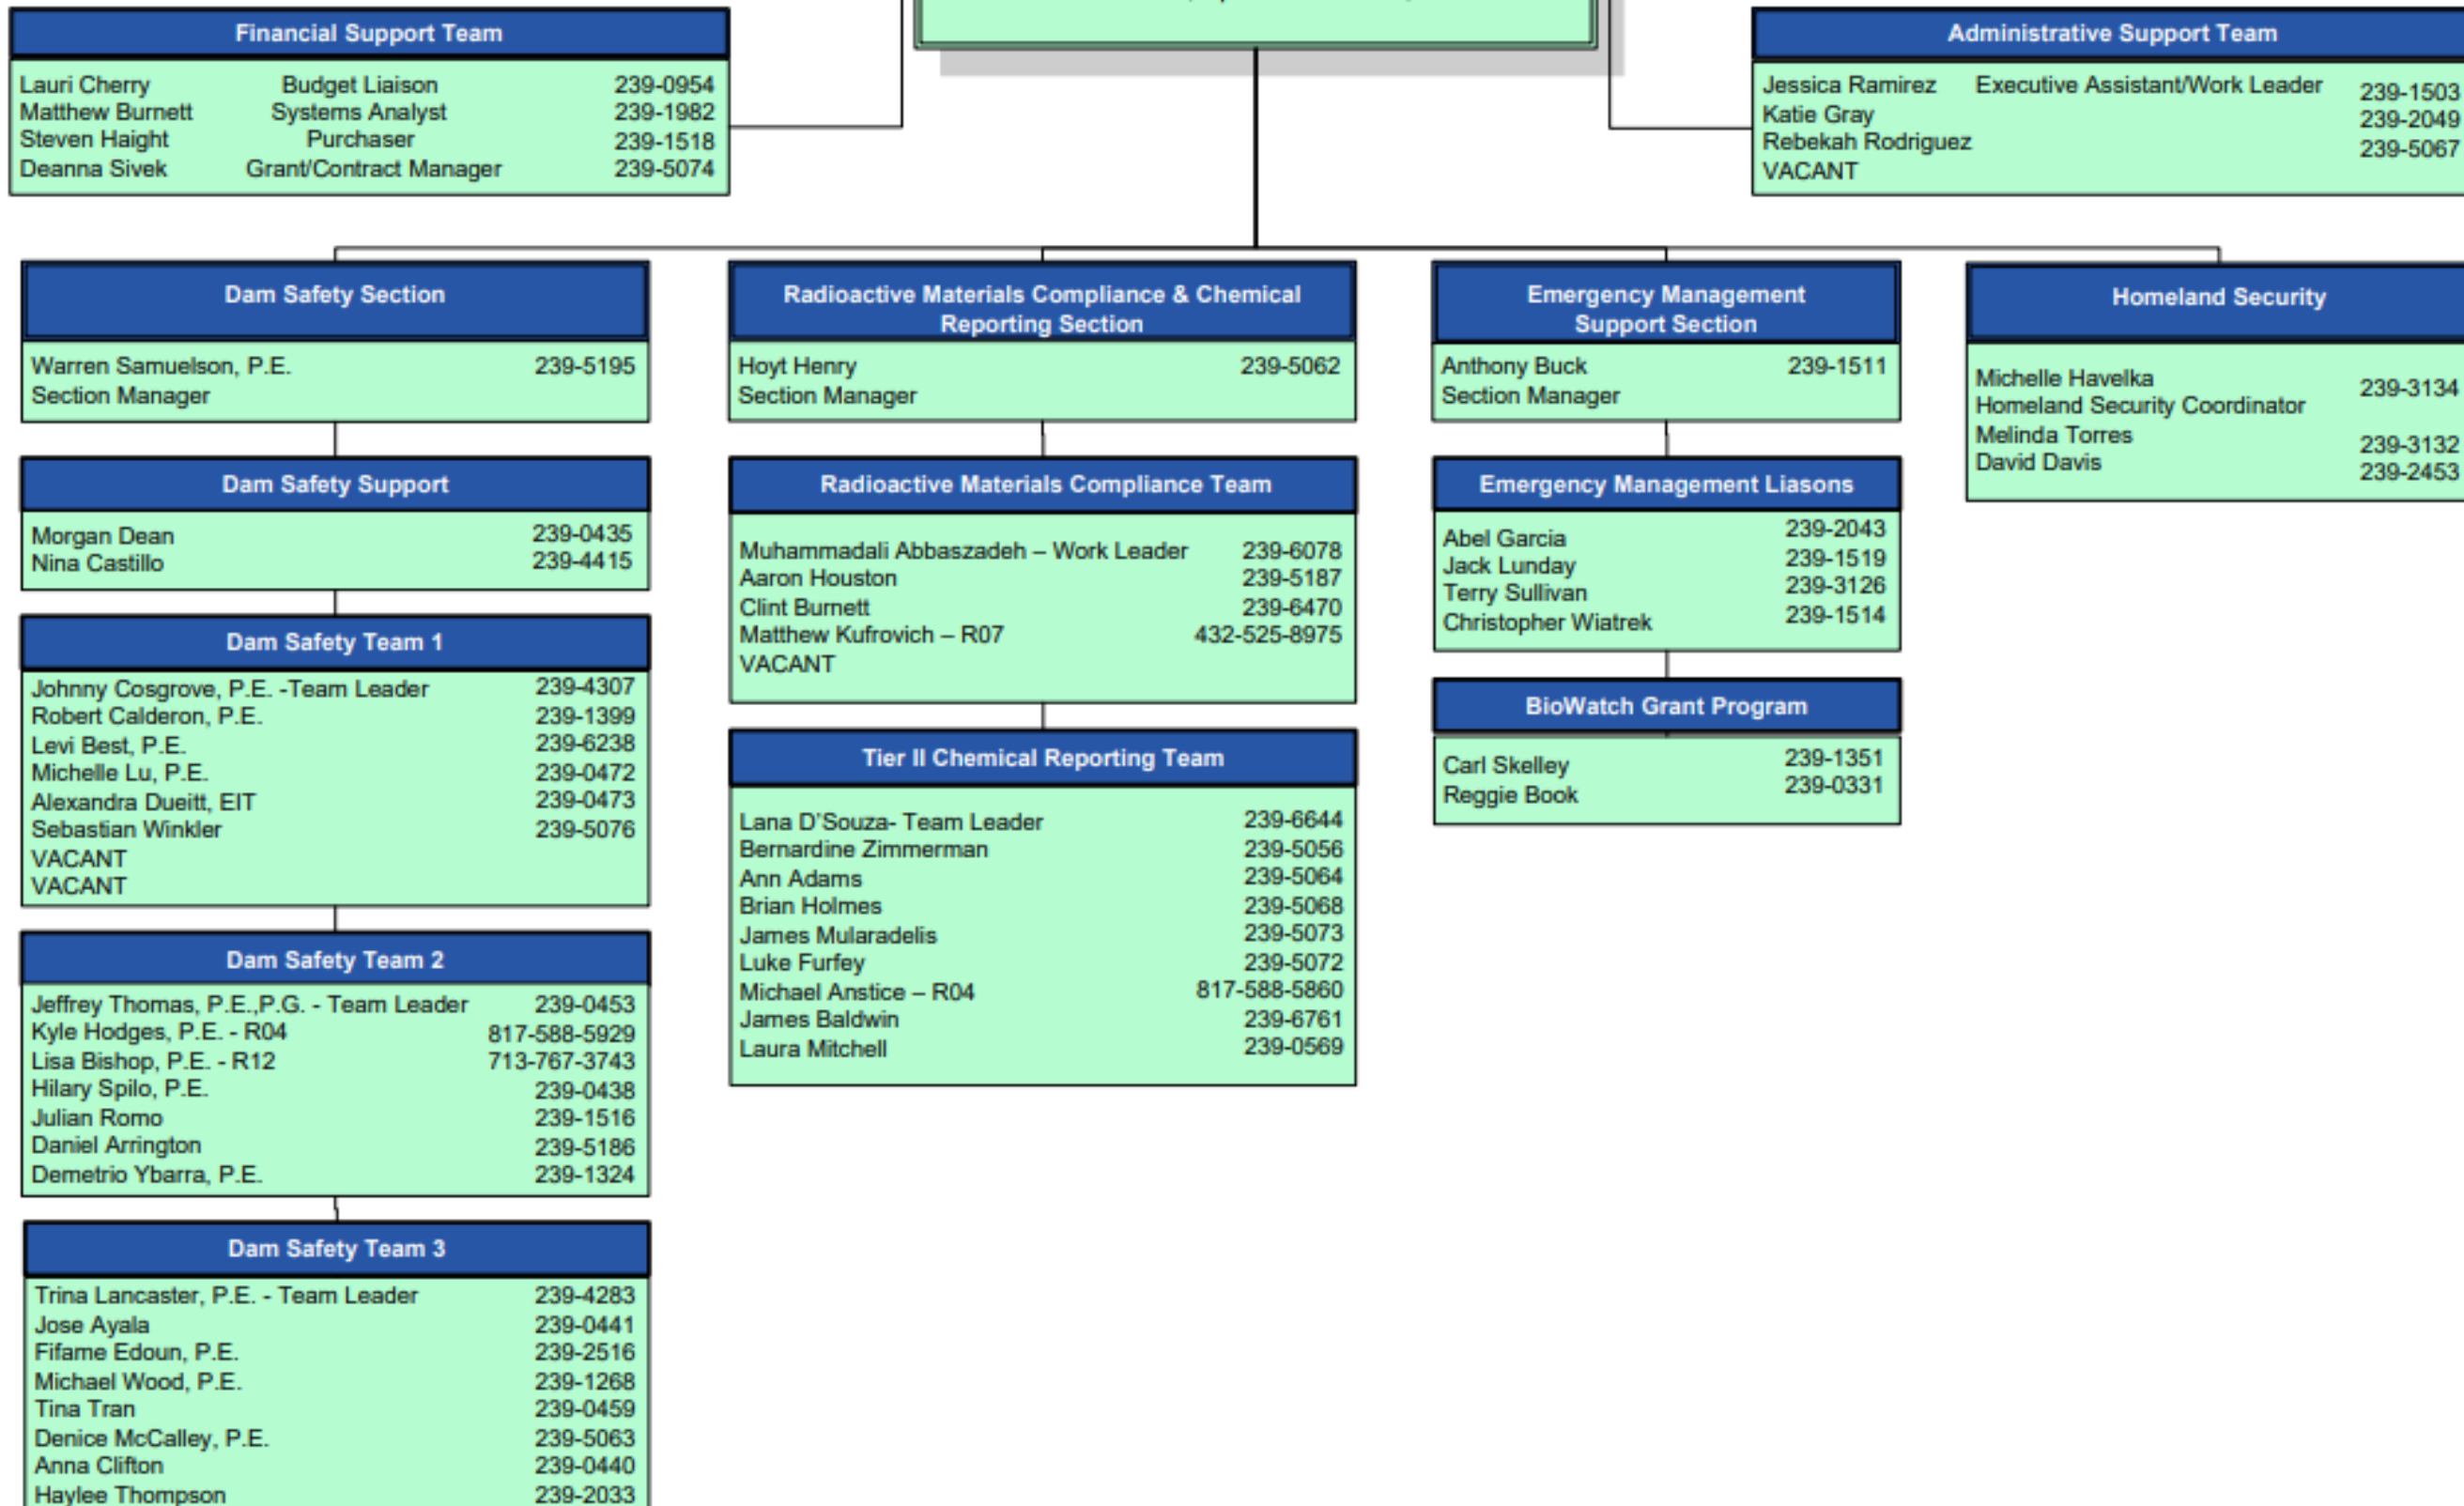 Financial Support Team
Lauri Cherry Budget Liaison 239-0954
Matthew Burnett Systems Analyst 239-1982
Steven Haight Purchaser 239-1518
Deanna Sivek Grant/Contract Manager 239-5074
Administrative Support Team
Jessica Ramirez Executive Assistant/Work Leader 239-1503
Katie Gray 239-2049
Rebekah Rodriguez 239-5067
VACANT
Dam Safety Section
Warren Samuelson, P.E. 239-5195
Section Manager
Dam Safety Support
Morgan Dean 239-0435
Nina Castillo 239-4415
Dam Safety Team 1
Johnny Cosgrove, P.E. -Team Leader 239-4307
Robert Calderon, P.E. 239-1399
Levi Best, P.E. 239-6238
Michelle Lu, P.E. 239-0472
Alexandra Dueitt, EIT 239-0473
Sebastian Winkler 239-5076
VACANT
VACANT
Dam Safety Team 2
Jeffrey Thomas, P.E.,P.G. - Team Leader 239-0453
Kyle Hodges, P.E. - R04 817-588-5929
Lisa Bishop, P.E. - R12 713-767-3743
Hilary Spilo, P.E. 239-0438
Julian Romo 239-1516
Daniel Arrington 239-5186
Demetrio Ybarra, P.E. 239-1324
Dam Safety Team 3
Trina Lancaster, P.E. - Team Leader 239-4283
Jose Ayala 239-0441
Fifame Edoun, P.E. 239-2516
Michael Wood, P.E. 239-1268
Tina Tran 239-0459
Denice McCalley, P.E. 239-5063
Anna Clifton 239-0440
Haylee Thompson 239-2033
Radioactive Materials Compliance & Chemical
Reporting Section
Hoyt Henry 239-5062
Section Manager
Radioactive Materials Compliance Team
Muhammadali Abbaszadeh – Work Leader 239-6078
Aaron Houston 239-5187
Clint Burnett 239-6470
Matthew Kufrovich – R07 432-525-8975
VACANT
Tier II Chemical Reporting Team
Lana D'Souza- Team Leader 239-6644
Bernardine Zimmerman 239-5056
Ann Adams 239-5064
Brian Holmes 239-5068
James Mularadelis 239-5073
Luke Furfey 239-5072
Michael Anstice – R04 817-588-5860
James Baldwin 239-6761
Laura Mitchell 239-0569
Emergency Management
Support Section
Anthony Buck 239-1511
Section Manager
Emergency Management Liasons
Abel Garcia 239-2043
Jack Lunday 239-1519
Terry Sullivan 239-3126
Christopher Wiatrek 239-1514
BioWatch Grant Program
Carl Skelley 239-1351
Reggie Book 239-0331
Homeland Security
Michelle Havelka 239-3134
Homeland Security Coordinator
Melinda Torres 239-3132
David Davis 239-2453